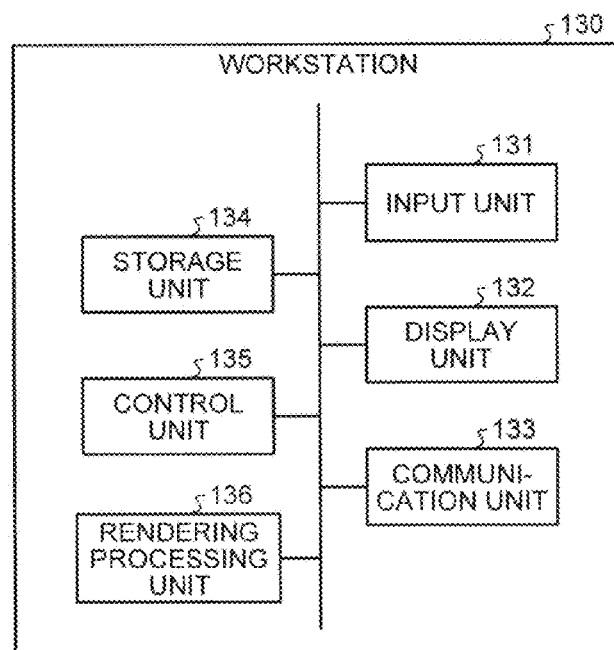 130
WORKSTATION
131
INPUT UNIT
134
STORAGE
UNIT
132
DISPLAY
UNIT
135
CONTROL
UNIT
133
COMMUNI-
CATION UNIT
136
RENDERING
PROCESSING
UNIT